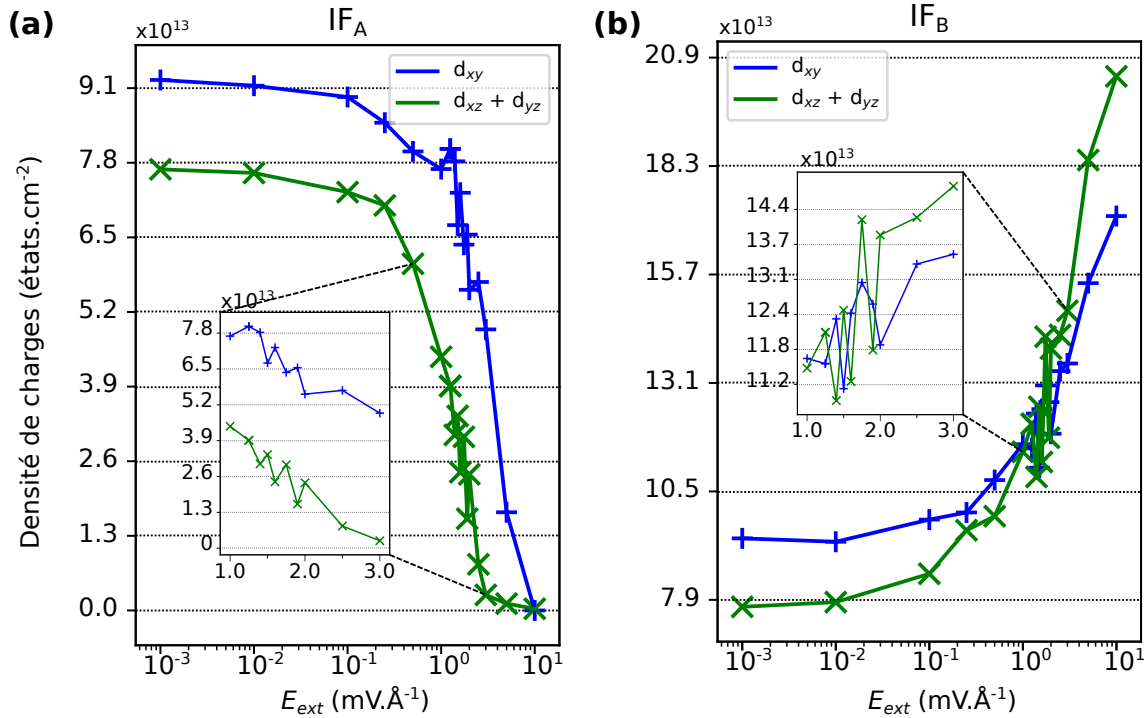 (a)
IF_A
x10^13
d_xy
d_xz + d_yz
9.1
7.8
6.5
5.2
3.9
2.6
1.3
0.0
Densité de charges (états.cm^-2)
x10^13
7.8
6.5
5.2
3.9
2.6
1.3
0
1.0 2.0 3.0
10^-3 10^-2 10^-1 10^0 10^1
E_ext (mV.Å^-1)
(b)
IF_B
x10^13
d_xy
d_xz + d_yz
20.9
18.3
15.7
13.1
10.5
7.9
x10^13
14.4
13.7
13.1
12.4
11.8
11.2
1.0 2.0 3.0
10^-3 10^-2 10^-1 10^0 10^1
E_ext (mV.Å^-1)